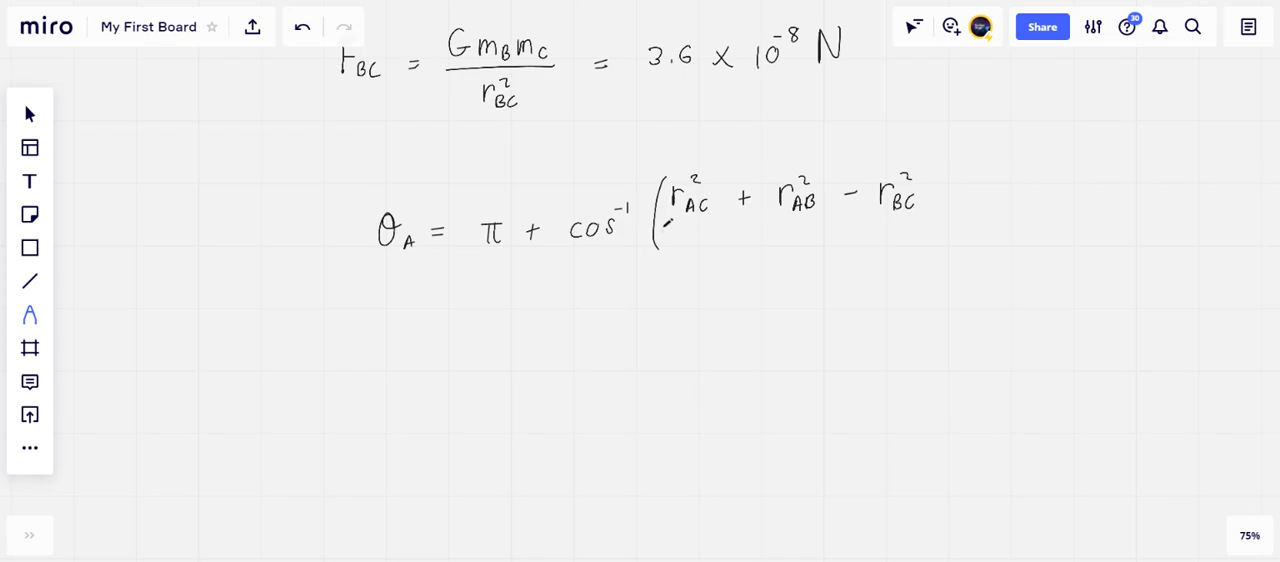 miro My First Board Share 30
F_BC = G m_B m_C / r_BC^2 = 3.6 × 10^-8 N
θ_A = π + cos^-1 ( r_AC^2 + r_AB^2 - r_BC^2
75%